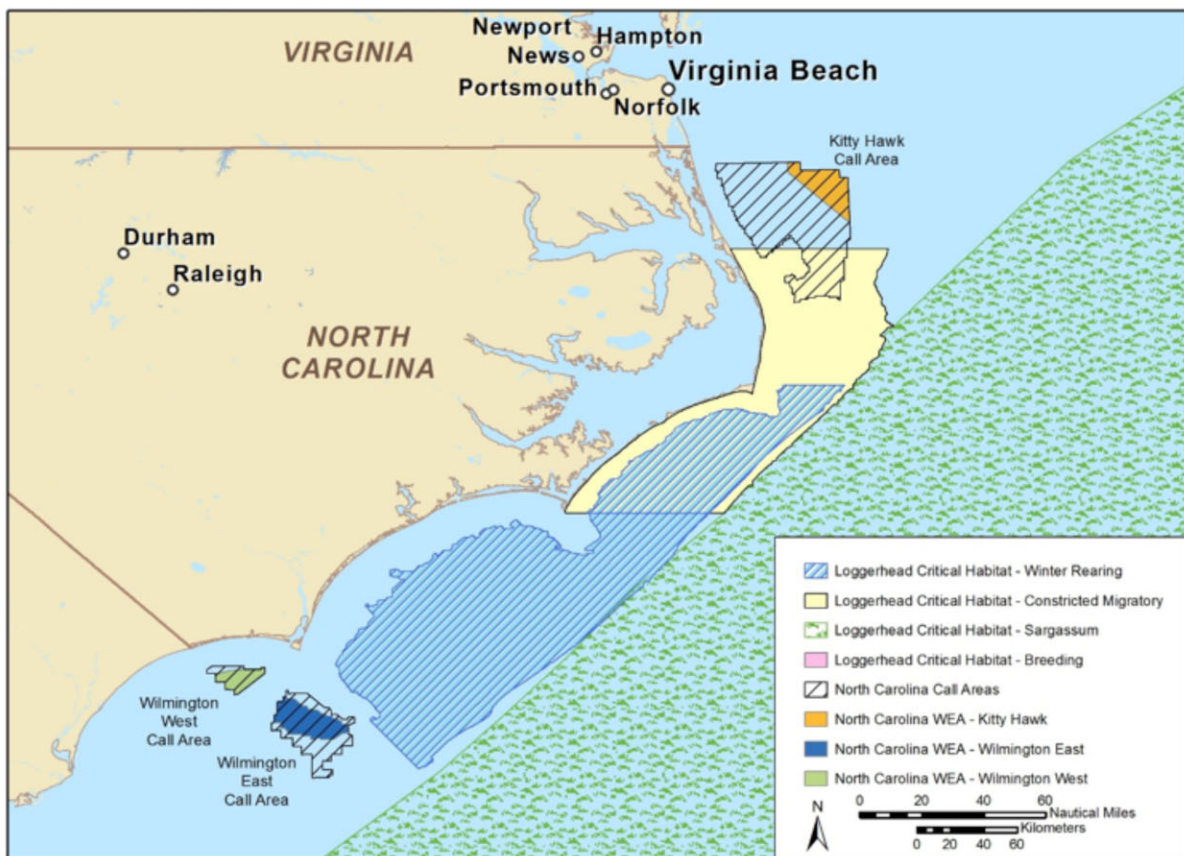 VIRGINIA
Newport
News
Hampton
Virginia Beach
Portsmouth
Norfolk
Kitty Hawk
Call Area
Durham
Raleigh
NORTH
CAROLINA
Wilmington
West
Call Area
Wilmington
East
Call Area
Loggerhead Critical Habitat - Winter Rearing
Loggerhead Critical Habitat - Constricted Migratory
Loggerhead Critical Habitat - Sargassum
Loggerhead Critical Habitat - Breeding
North Carolina Call Areas
North Carolina WEA - Kitty Hawk
North Carolina WEA - Wilmington East
North Carolina WEA - Wilmington West
N
0 20 40 60
Nautical Miles
Kilometers
0 20 60